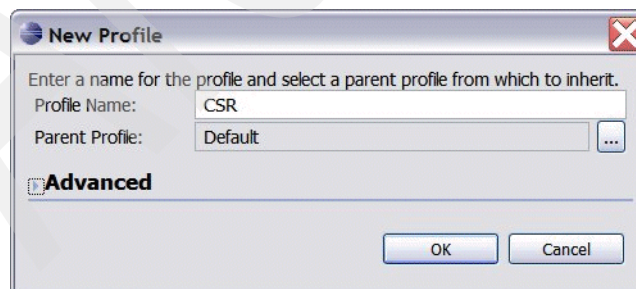 New Profile
Enter a name for the profile and select a parent profile from which to inherit.
Profile Name: CSR
Parent Profile: Default ...
Advanced
OK Cancel